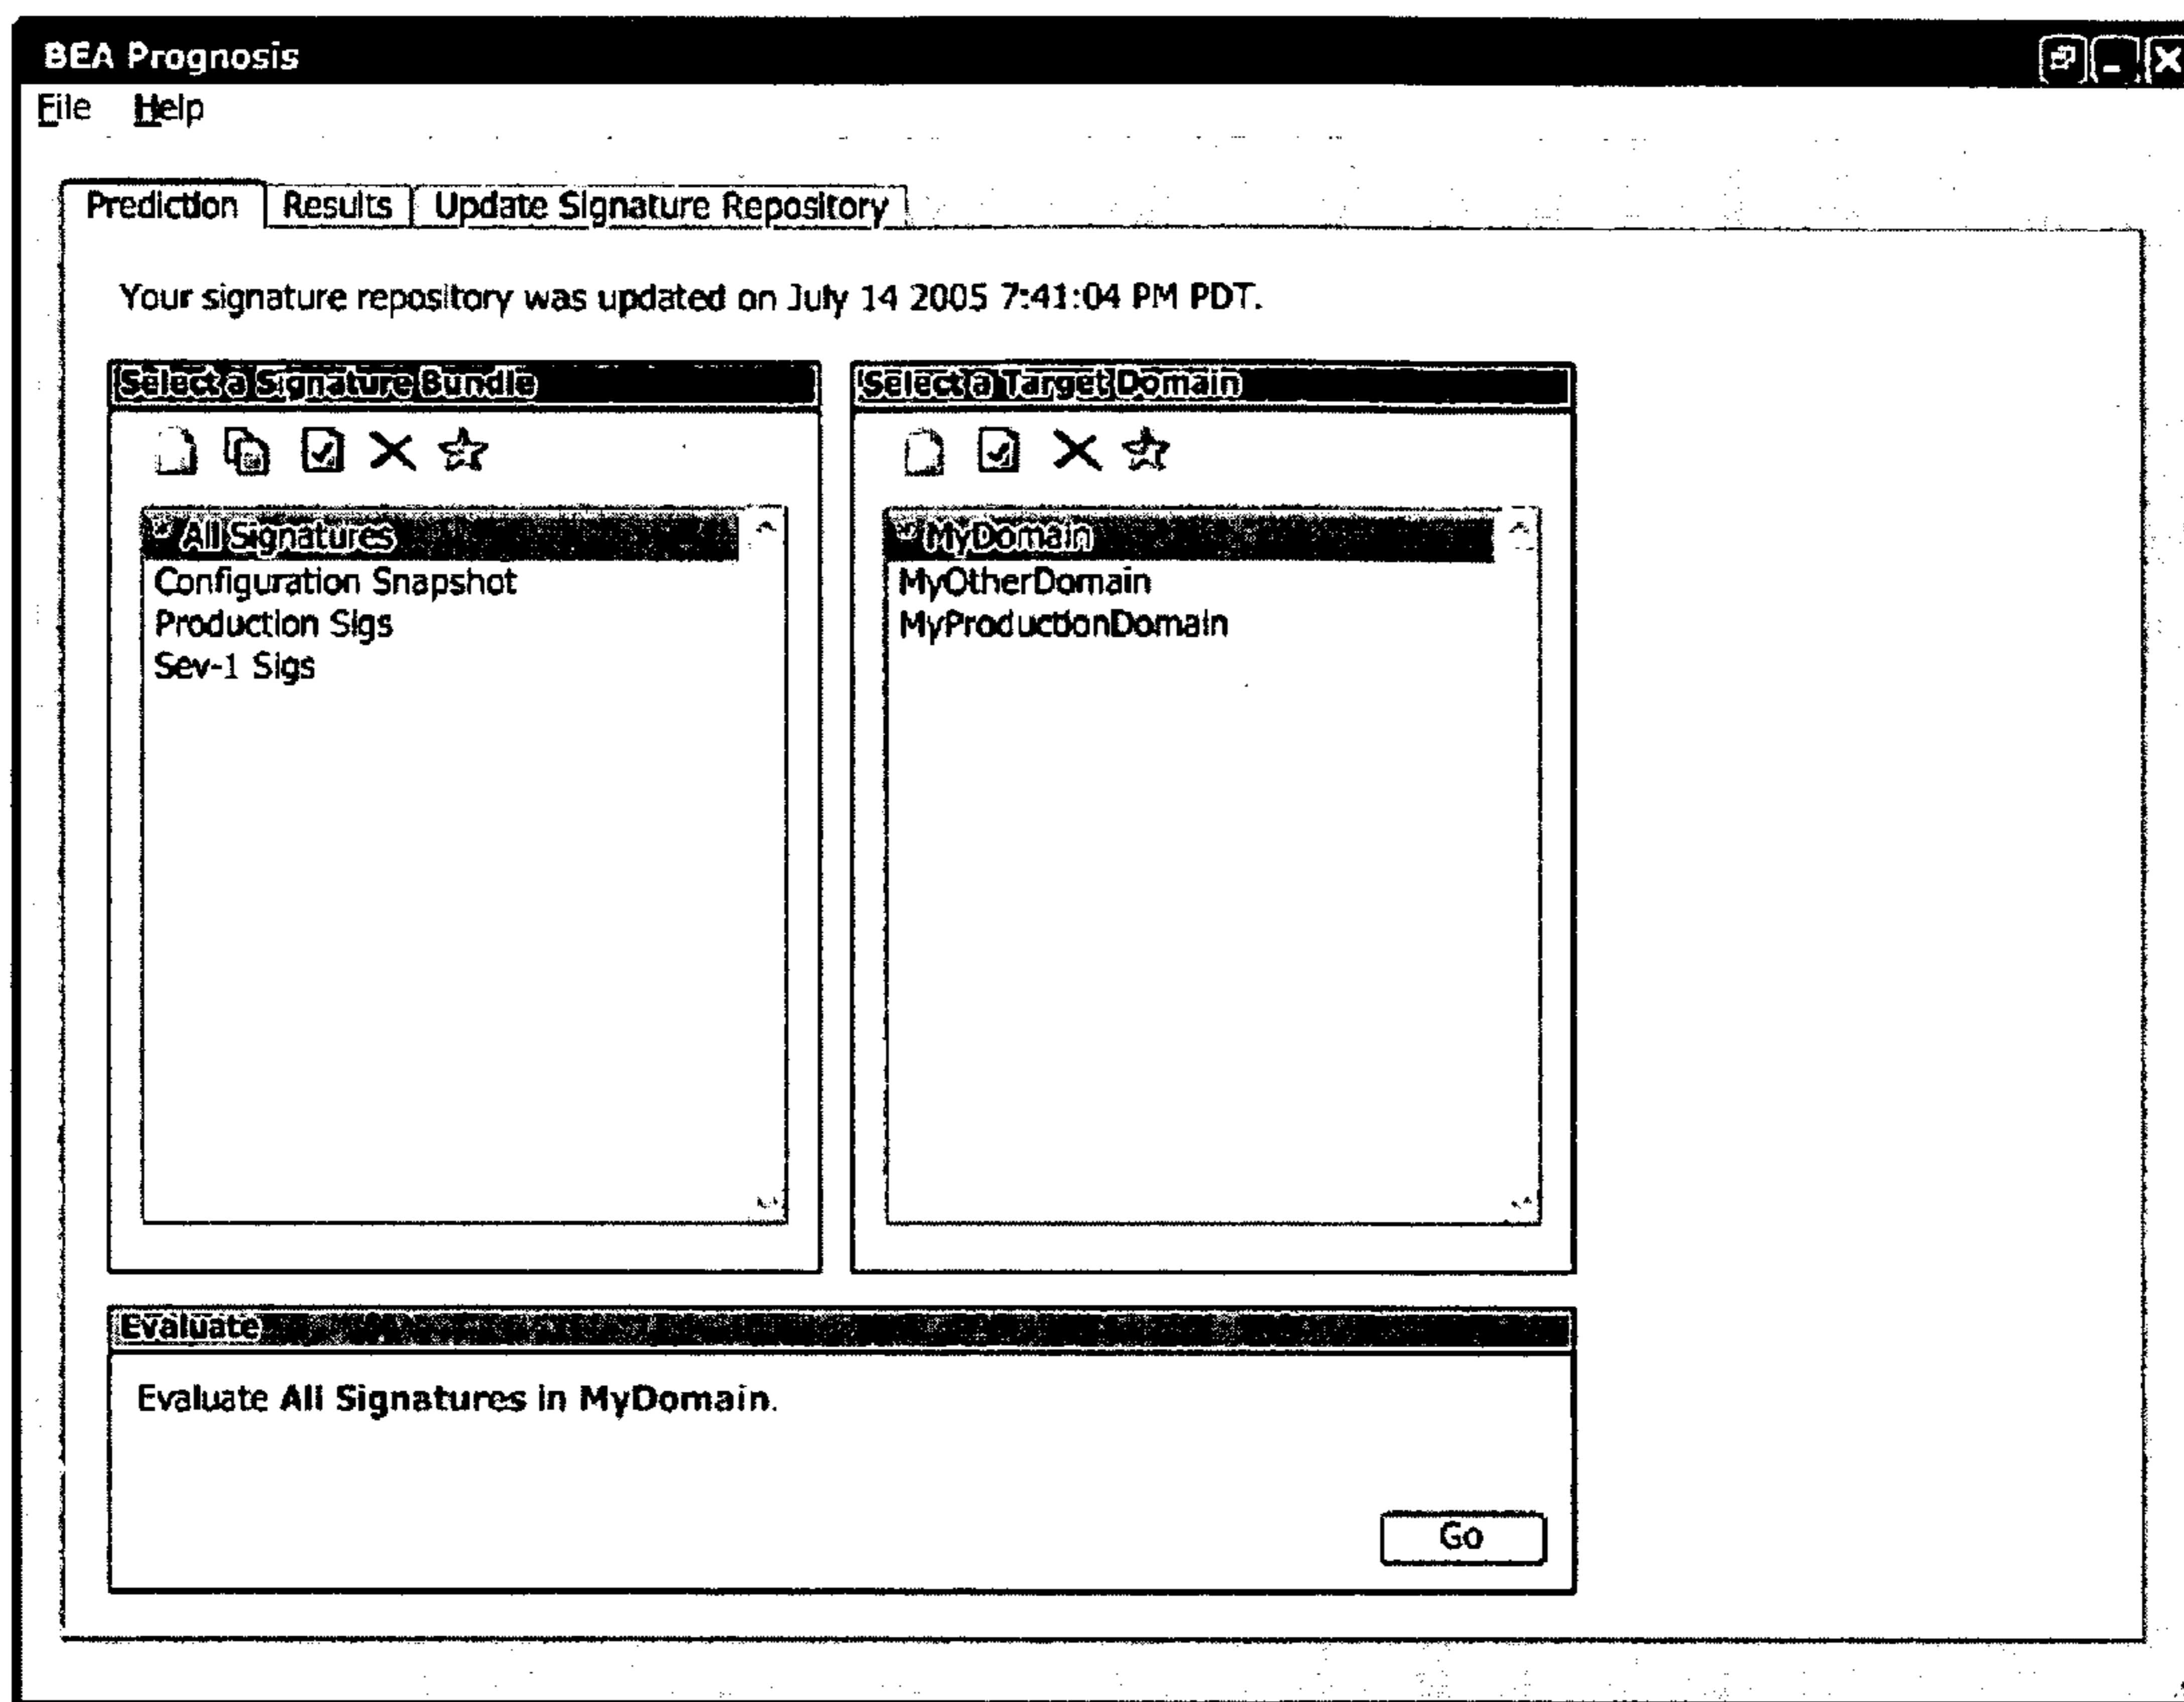 BEA Prognosis
File Help
Prediction Results Update Signature Repository
Your signature repository was updated on July 14 2005 7:41:04 PM PDT.
Select a Signature Bundle
Select a Target Domain
* All Signatures
Configuration Snapshot
Production Sigs
Sev-1 Sigs
* MyDomain
MyOtherDomain
MyProductionDomain
Evaluate
Evaluate All Signatures in MyDomain.
Go